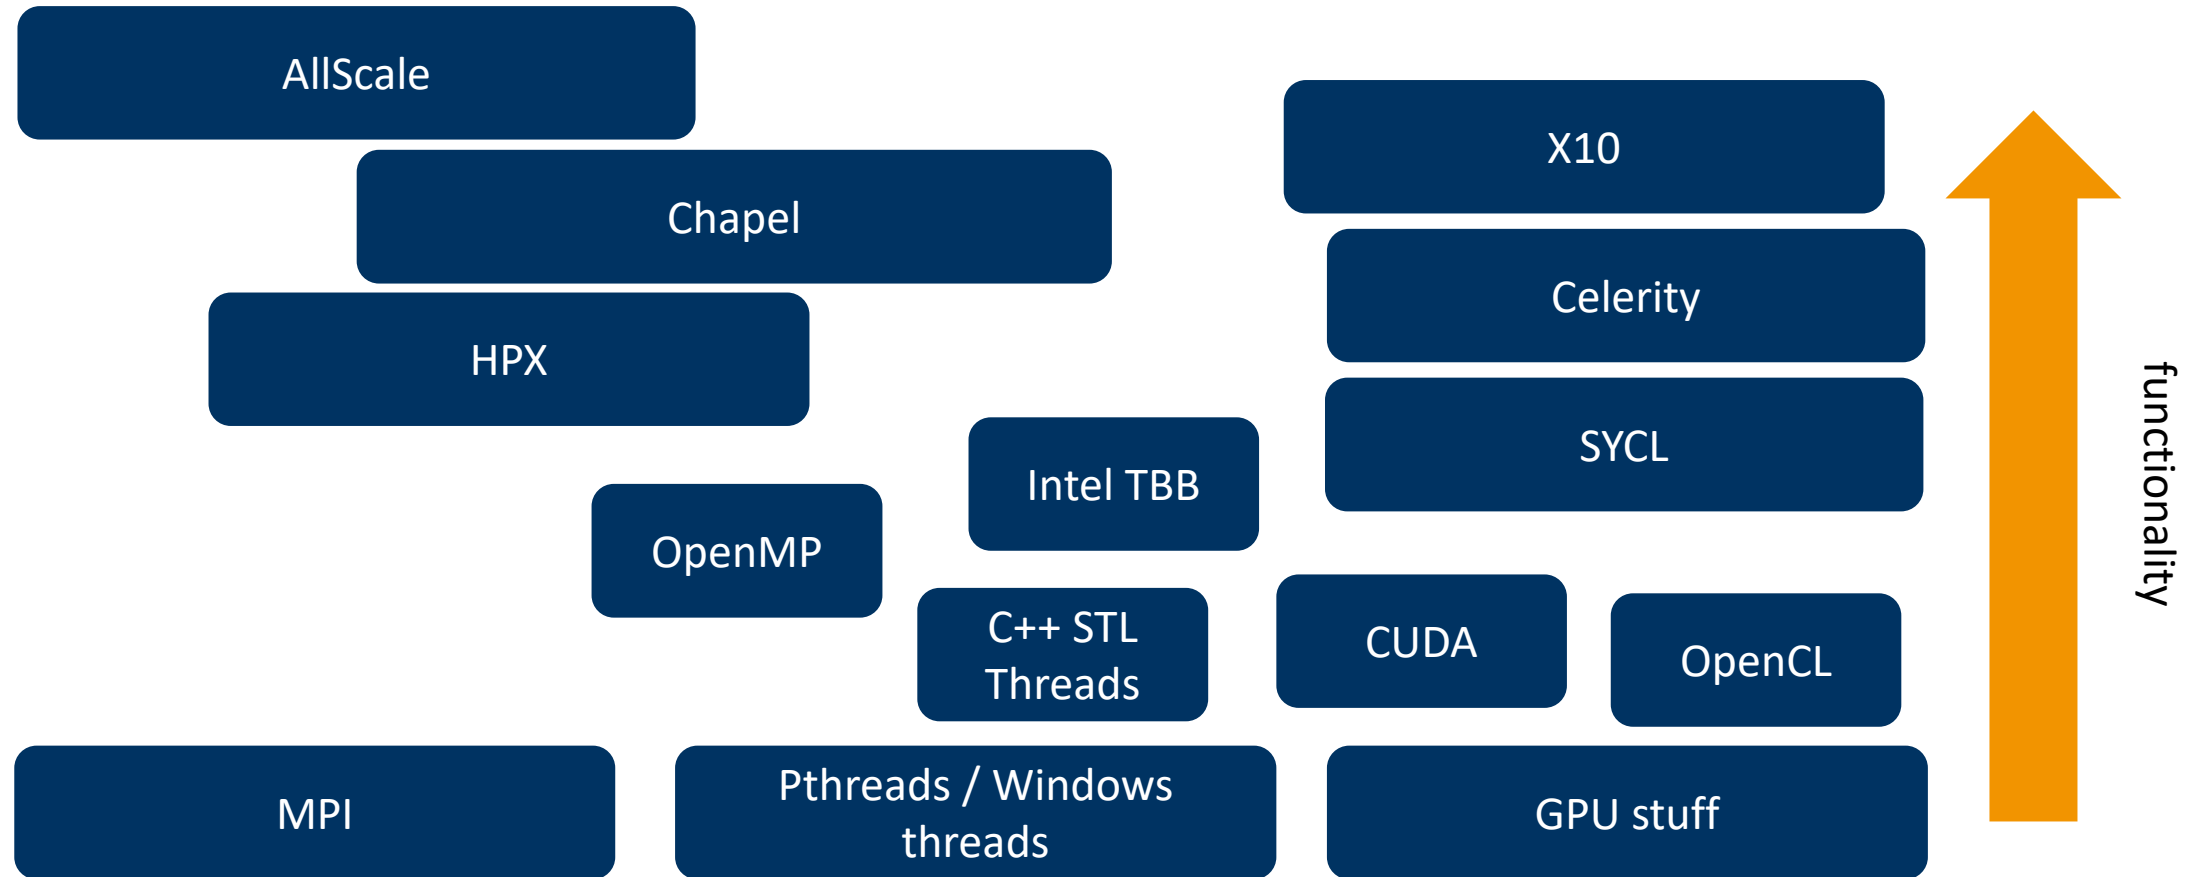 AllScale
X10
Chapel
Celerity
HPX
SYCL
Intel TBB
OpenMP
C++ STL
Threads
CUDA
OpenCL
MPI
Pthreads / Windows
threads
GPU stuff
functionality